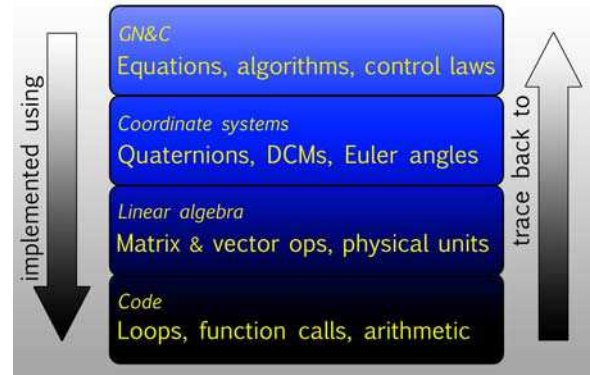 GN&C
Equations, algorithms, control laws
Coordinate systems
Quaternions, DCMs, Euler angles
Linear algebra
Matrix & vector ops, physical units
Code
Loops, function calls, arithmetic
implemented using
trace back to